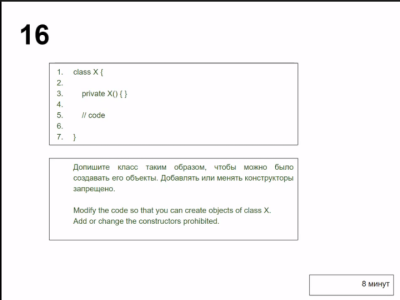 16
1. class X {
2.
3. private X() { }
4.
5. // code
6.
7. }
Допишите класс таким образом, чтобы можно было
создавать его объекты. Добавлять или менять конструкторы
запрещено.
Modify the code so that you can create objects of class X.
Add or change the constructors prohibited.
8 минут